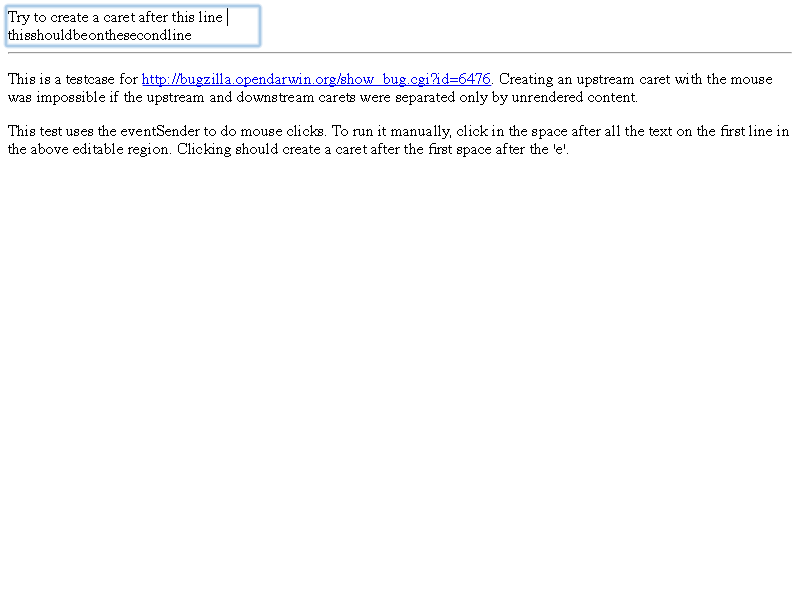 Try to create a caret after this line
thisshouldbeonthesecondline
This is a testcase for http://bugzilla.opendarwin.org/show_bug.cgi?id=6476. Creating an upstream caret with the mouse
was impossible if the upstream and downstream carets were separated only by unrendered content.
This test uses the eventSender to do mouse clicks. To run it manually, click in the space after all the text on the first line in
the above editable region. Clicking should create a caret after the first space after the 'e'.